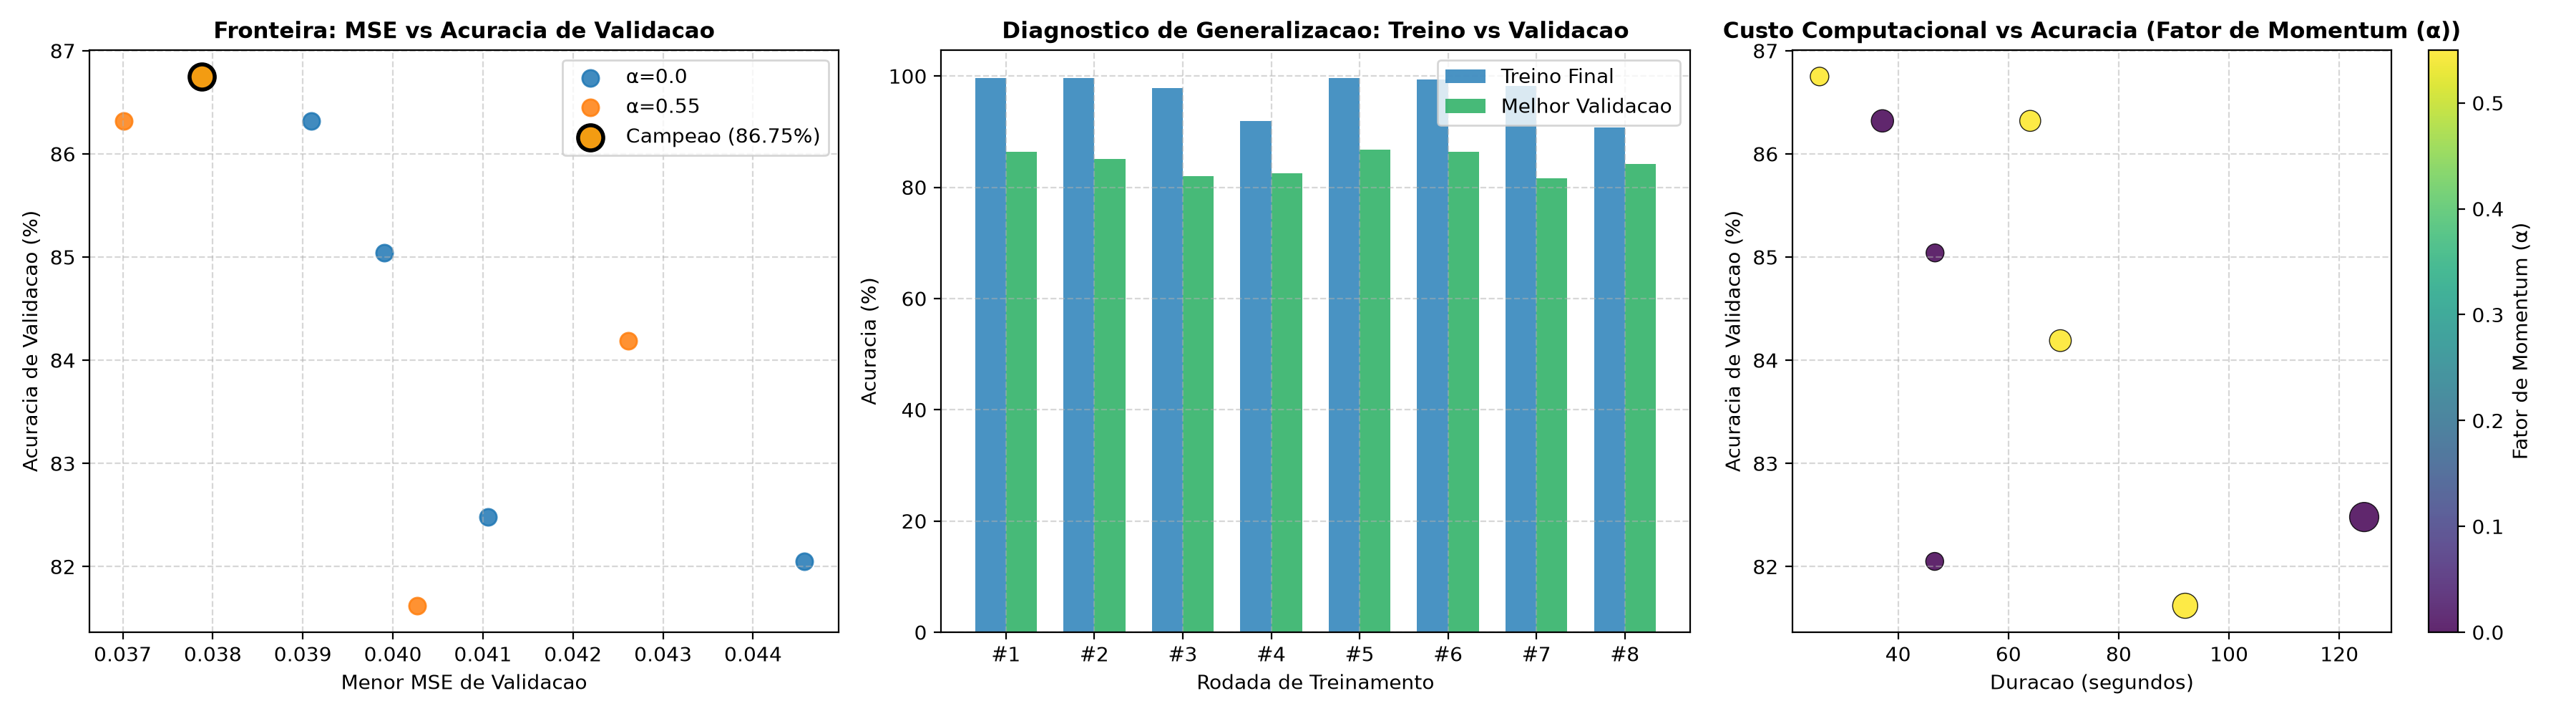 Fronteira: MSE vs Acuracia de Validacao
87
86
85
84
83
82
Acuracia de Validacao (%)
α=0.0
α=0.55
Campeao (86.75%)
0.037 0.038 0.039 0.040 0.041 0.042 0.043 0.044
Menor MSE de Validacao
Diagnostico de Generalizacao: Treino vs Validacao
100
80
60
40
20
0
Acuracia (%)
Treino Final
Melhor Validacao
#1 #2 #3 #4 #5 #6 #7 #8
Rodada de Treinamento
Custo Computacional vs Acuracia (Fator de Momentum (α))
87
86
85
84
83
82
Acuracia de Validacao (%)
40 60 80 100 120
Duracao (segundos)
0.5
0.4
0.3
0.2
0.1
0.0
Fator de Momentum (α)